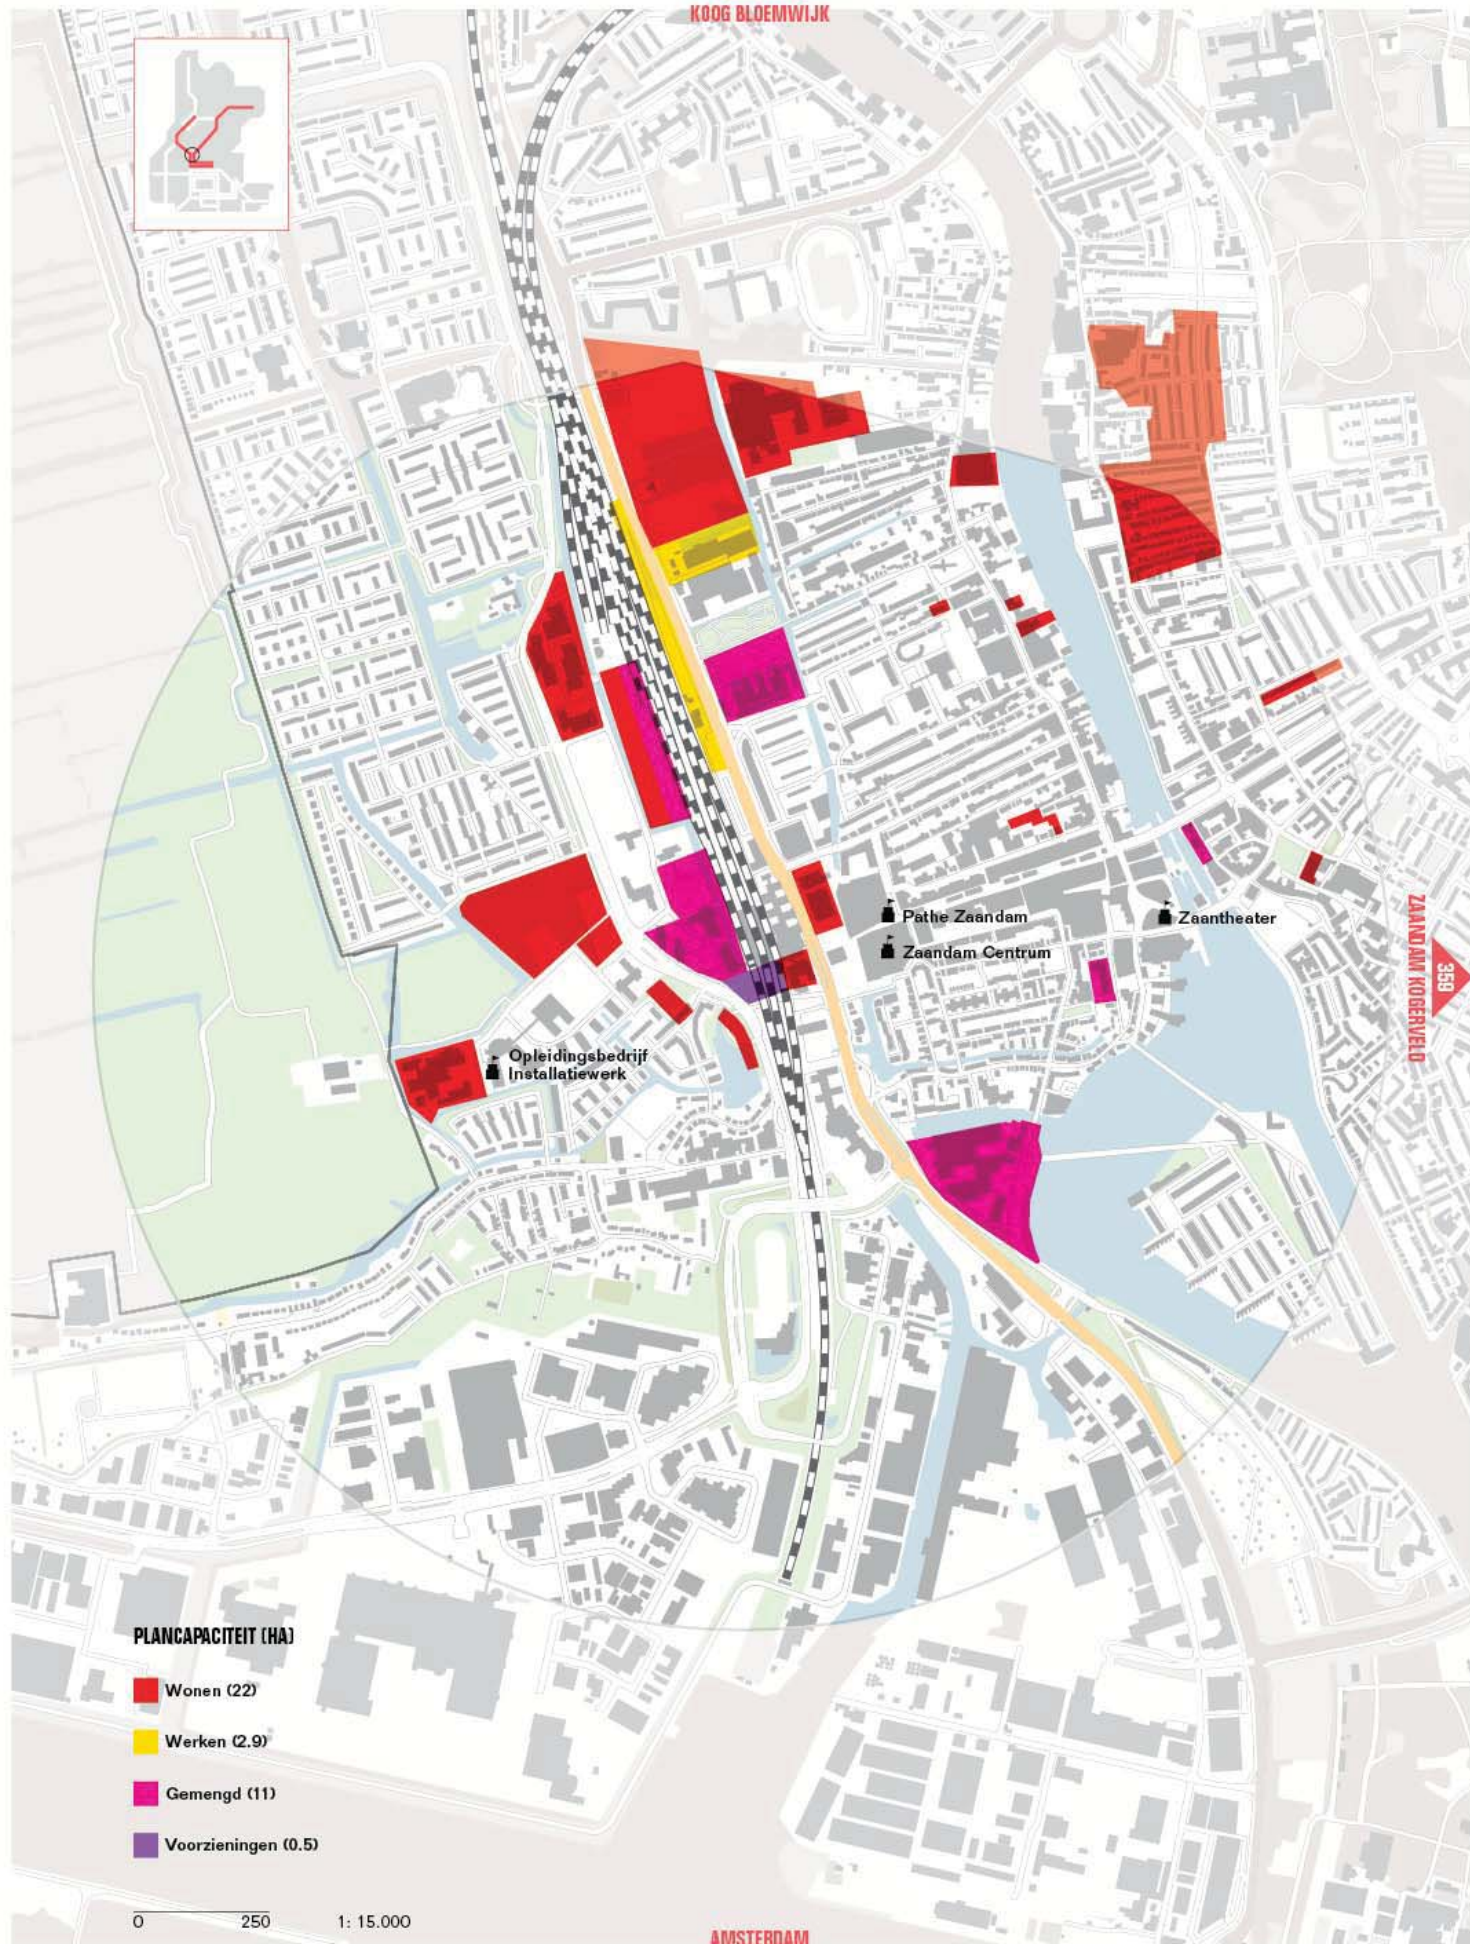 KOOG BLOEMWIJK
Pathe Zaandam
Zaandam Centrum
Zaantheater
ZAANDAM KOGERVELD
359
Opleidingsbedrijf
Installatiewerk
PLANCAPACITEIT (HA)
Wonen (22)
Werken (2.9)
Gemengd (11)
Voorzieningen (0.5)
0 250 1: 15.000
AMSTERDAM